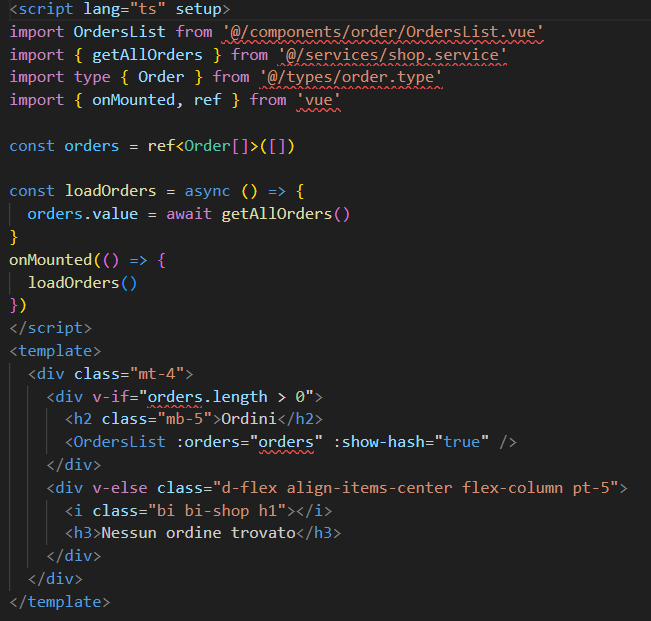 <script lang="ts" setup>
import OrdersList from '@/components/order/OrdersList.vue'
import { getAllOrders } from '@/services/shop.service'
import type { Order } from '@/types/order.type'
import { onMounted, ref } from 'vue'

const orders = ref<Order[]>([])

const loadOrders = async () => {
  orders.value = await getAllOrders()
}
onMounted(() => {
  loadOrders()
})
</script>
<template>
  <div class="mt-4">
    <div v-if="orders.length > 0">
      <h2 class="mb-5">Ordini</h2>
      <OrdersList :orders="orders" :show-hash="true" />
    </div>
    <div v-else class="d-flex align-items-center flex-column pt-5">
      <i class="bi bi-shop h1"></i>
      <h3>Nessun ordine trovato</h3>
    </div>
  </div>
</template>